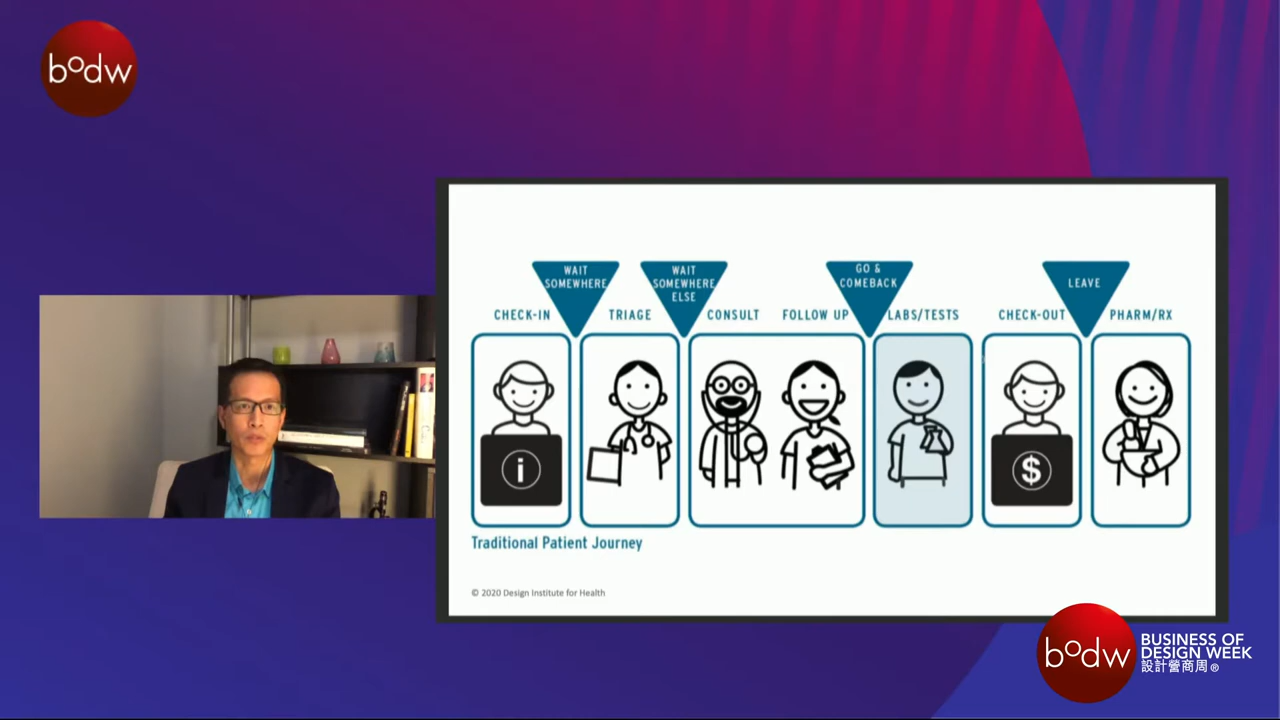 bodw
WAIT
SOMEWHERE
WAIT
SOMEWHERE
ELSE
GO &
COMEBACK
LEAVE
CHECK-IN
TRIAGE
CONSULT
FOLLOW UP
LABS/TESTS
CHECK-OUT
PHARM/RX
i
$
Traditional Patient Journey
© 2020 Design Institute for Health
bodw
BUSINESS OF
DESIGN WEEK
設計營商周®